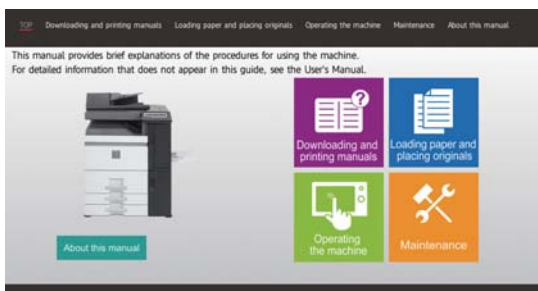 TOP Downloading and printing manuals Loading paper and placing originals Operating the machine Maintenance About this manual
This manual provides brief explanations of the procedures for using the machine.
For detailed information that does not appear in this guide, see the User's Manual.
Downloading and
printing manuals
Loading paper and
placing originals
About this manual
Operating
the machine
Maintenance